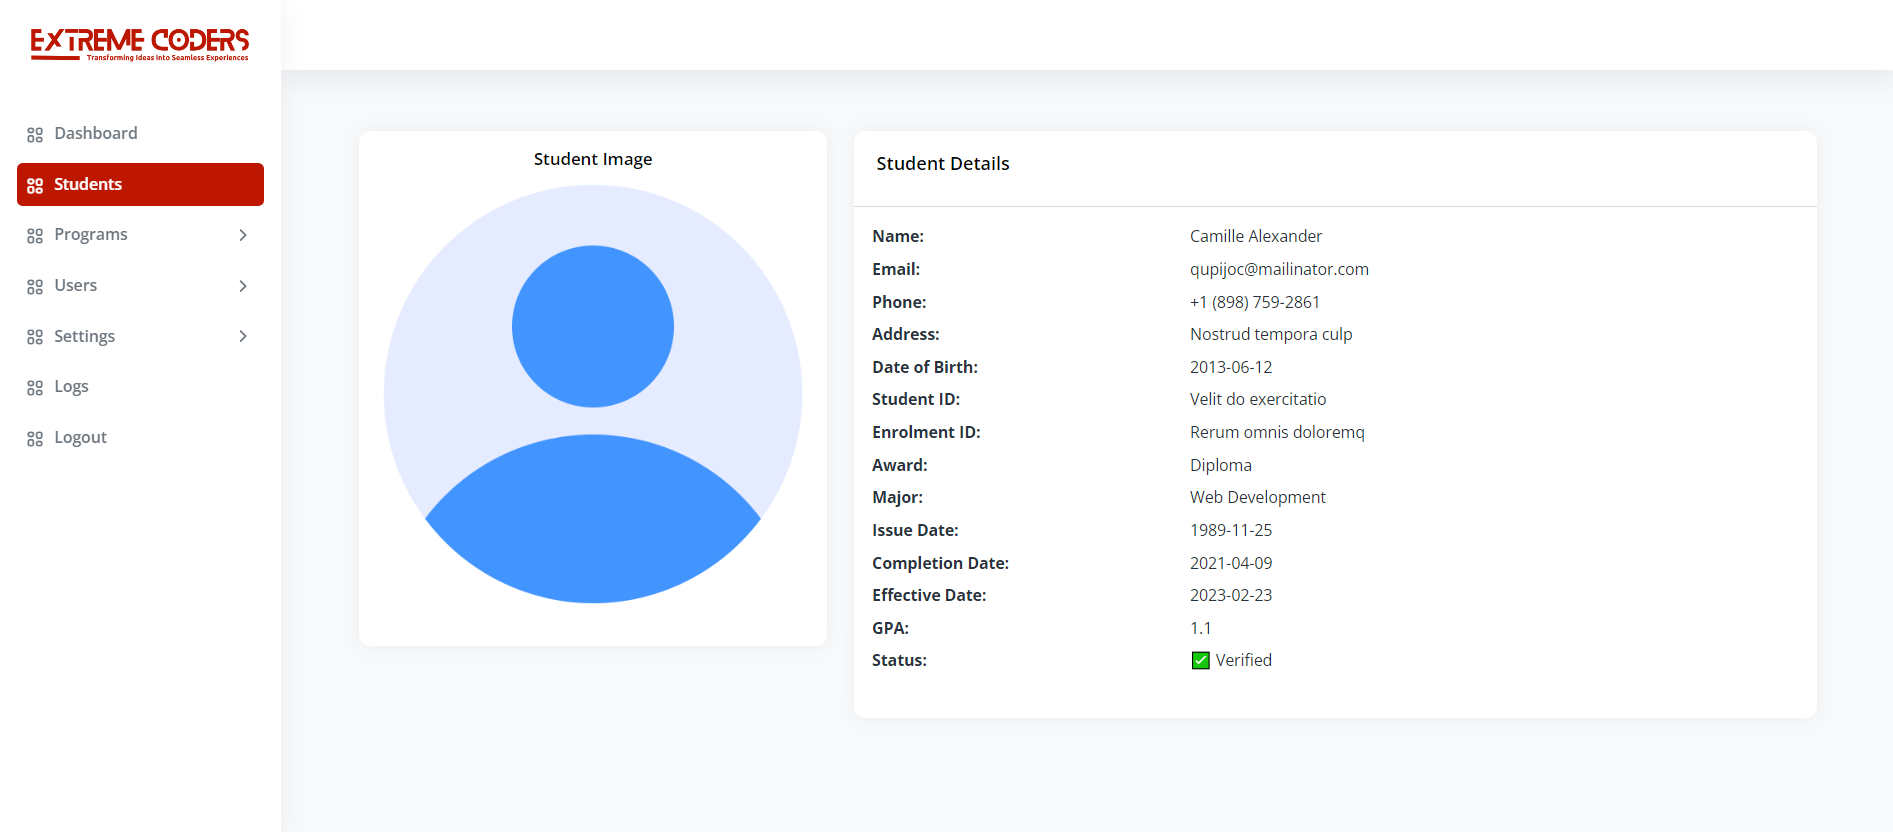 EXTREME CODERS
Transforming Ideas into Seamless Experiences
Dashboard
Students
Programs
Users
Settings
Logs
Logout
Student Image
Student Details
Name: Camille Alexander
Email: qupijoc@mailinator.com
Phone: +1 (898) 759-2861
Address: Nostrud tempora culp
Date of Birth: 2013-06-12
Student ID: Velit do exercitatio
Enrolment ID: Rerum omnis doloremq
Award: Diploma
Major: Web Development
Issue Date: 1989-11-25
Completion Date: 2021-04-09
Effective Date: 2023-02-23
GPA: 1.1
Status: ✅ Verified